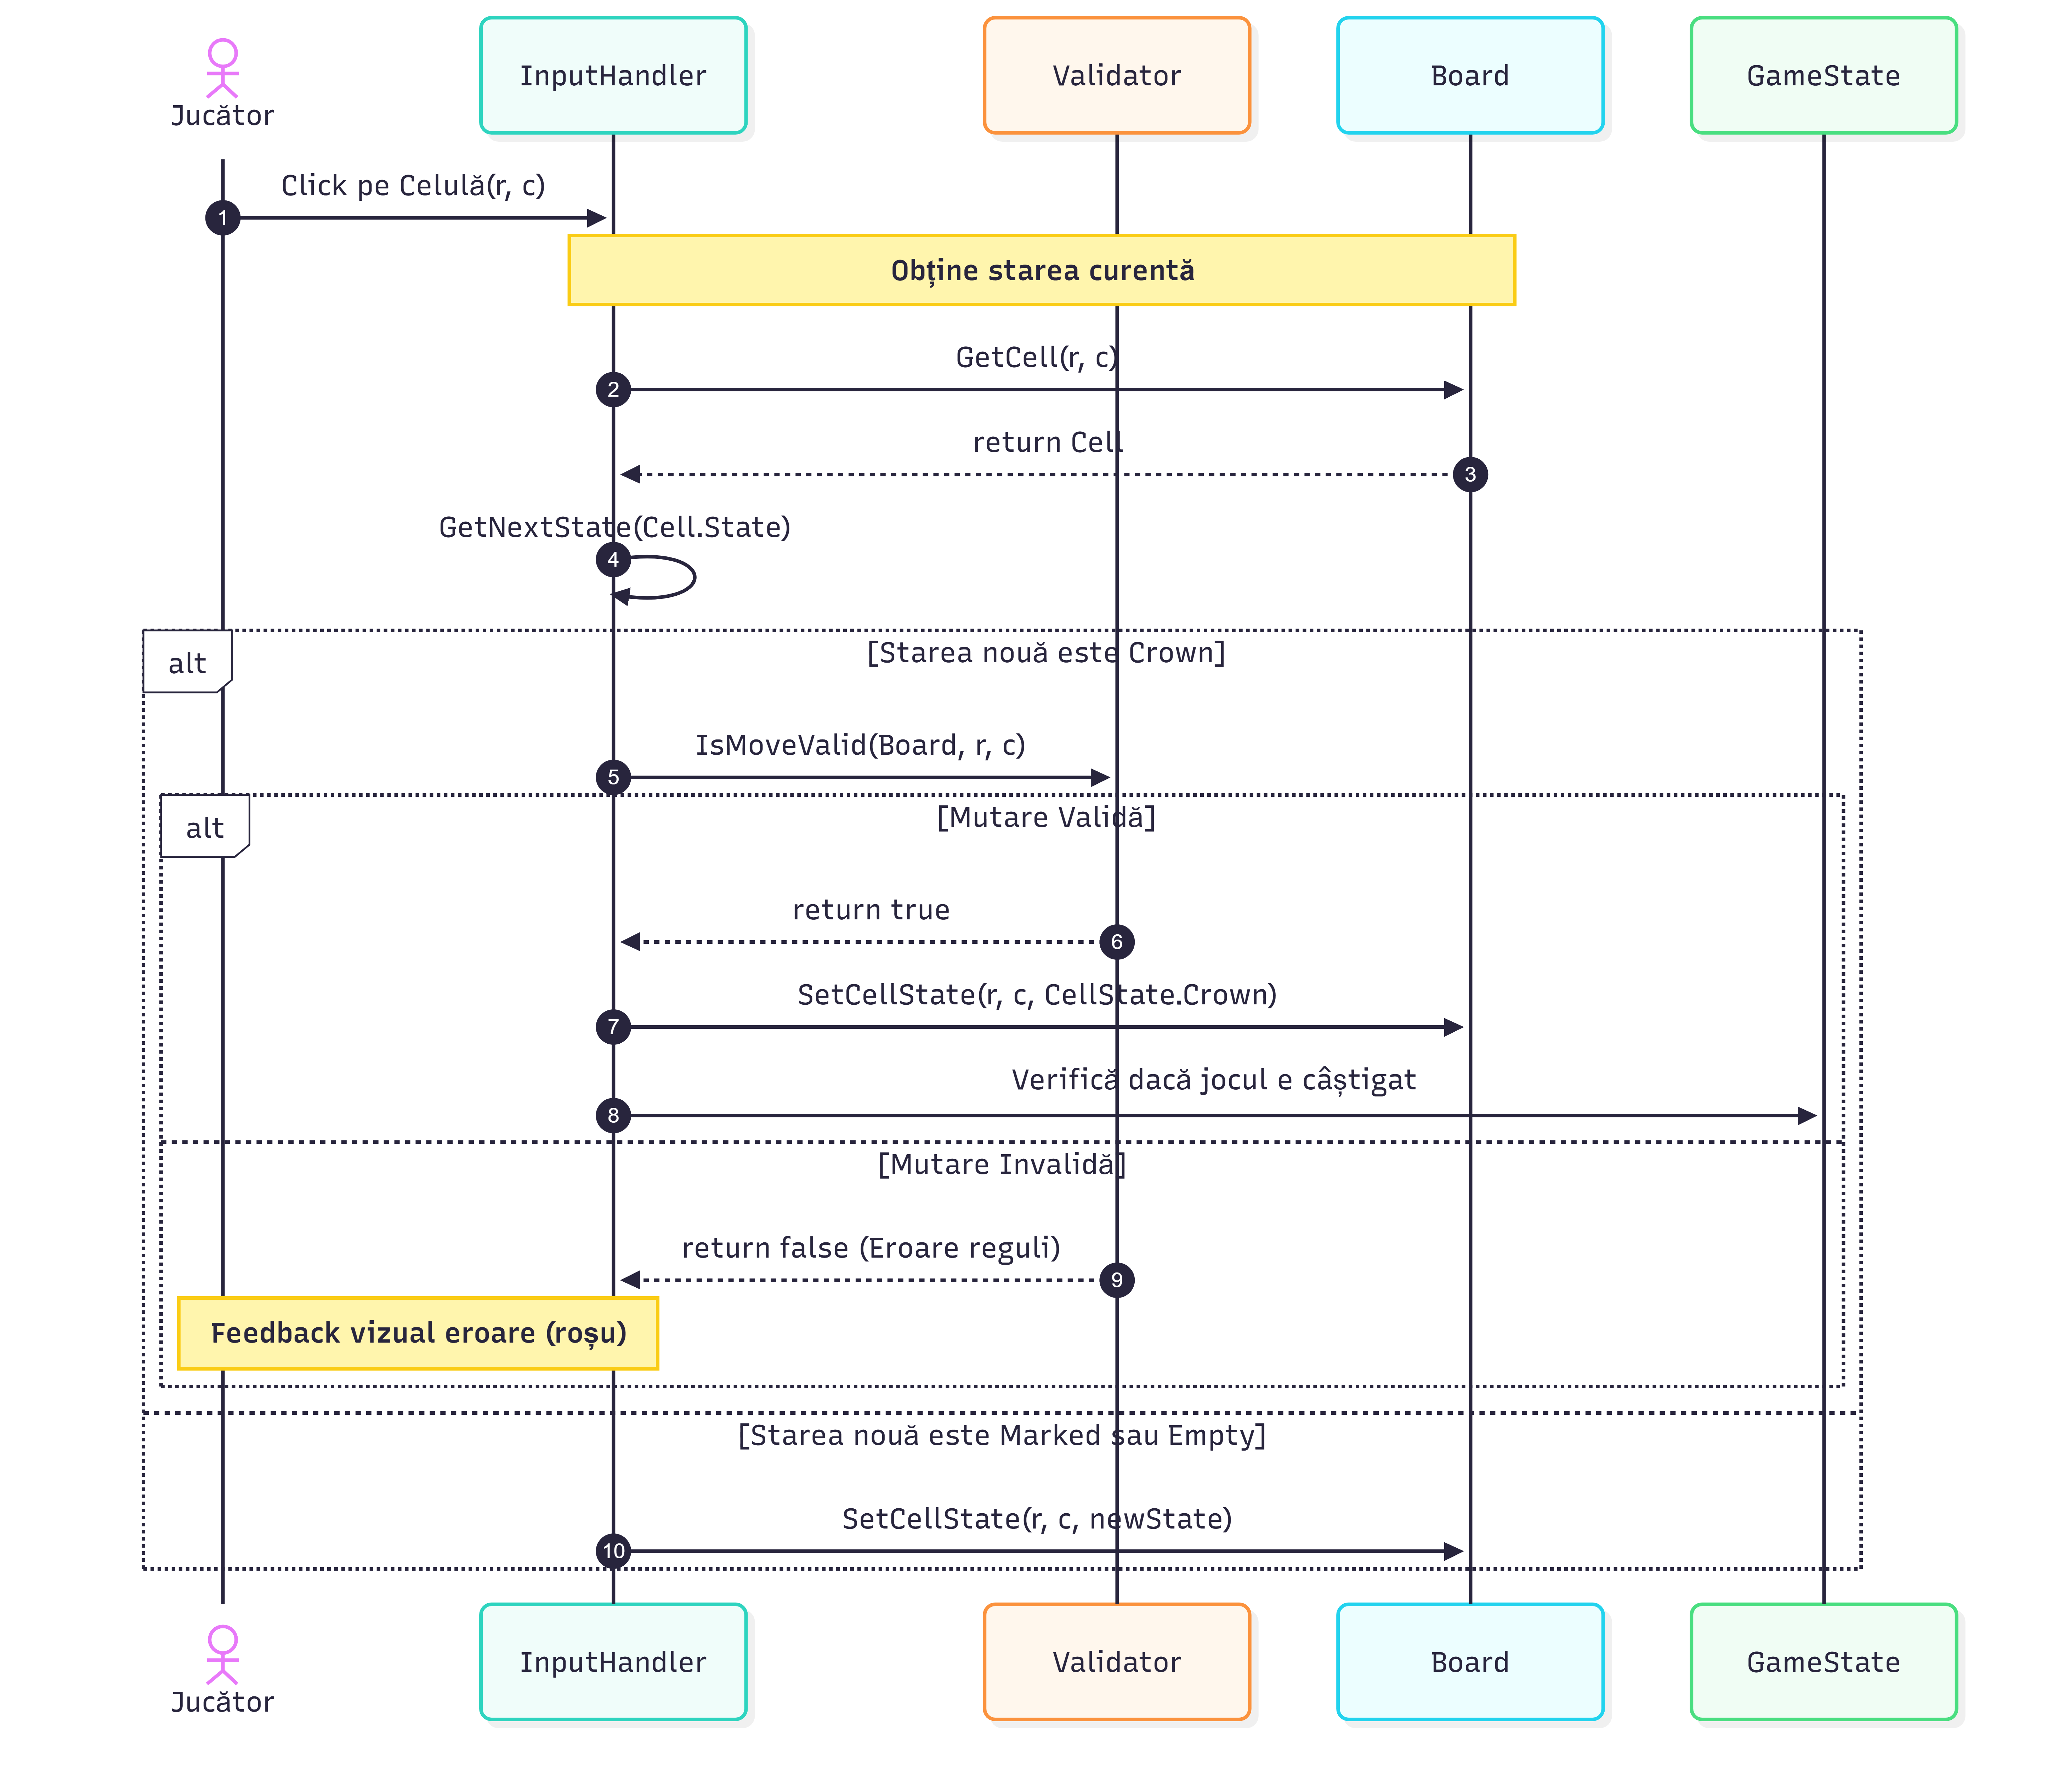 Jucător
InputHandler
Validator
Board
GameState
Click pe Celulă(r, c)
1
Obține starea curentă
GetCell(r, c)
2
return Cell
3
GetNextState(Cell.State)
4
alt
[Starea nouă este Crown]
IsMoveValid(Board, r, c)
5
alt
[Mutare Validă]
return true
6
SetCellState(r, c, CellState.Crown)
7
Verifică dacă jocul e câștigat
8
[Mutare Invalidă]
return false (Eroare reguli)
9
Feedback vizual eroare (roșu)
[Starea nouă este Marked sau Empty]
SetCellState(r, c, newState)
10
Jucător
InputHandler
Validator
Board
GameState